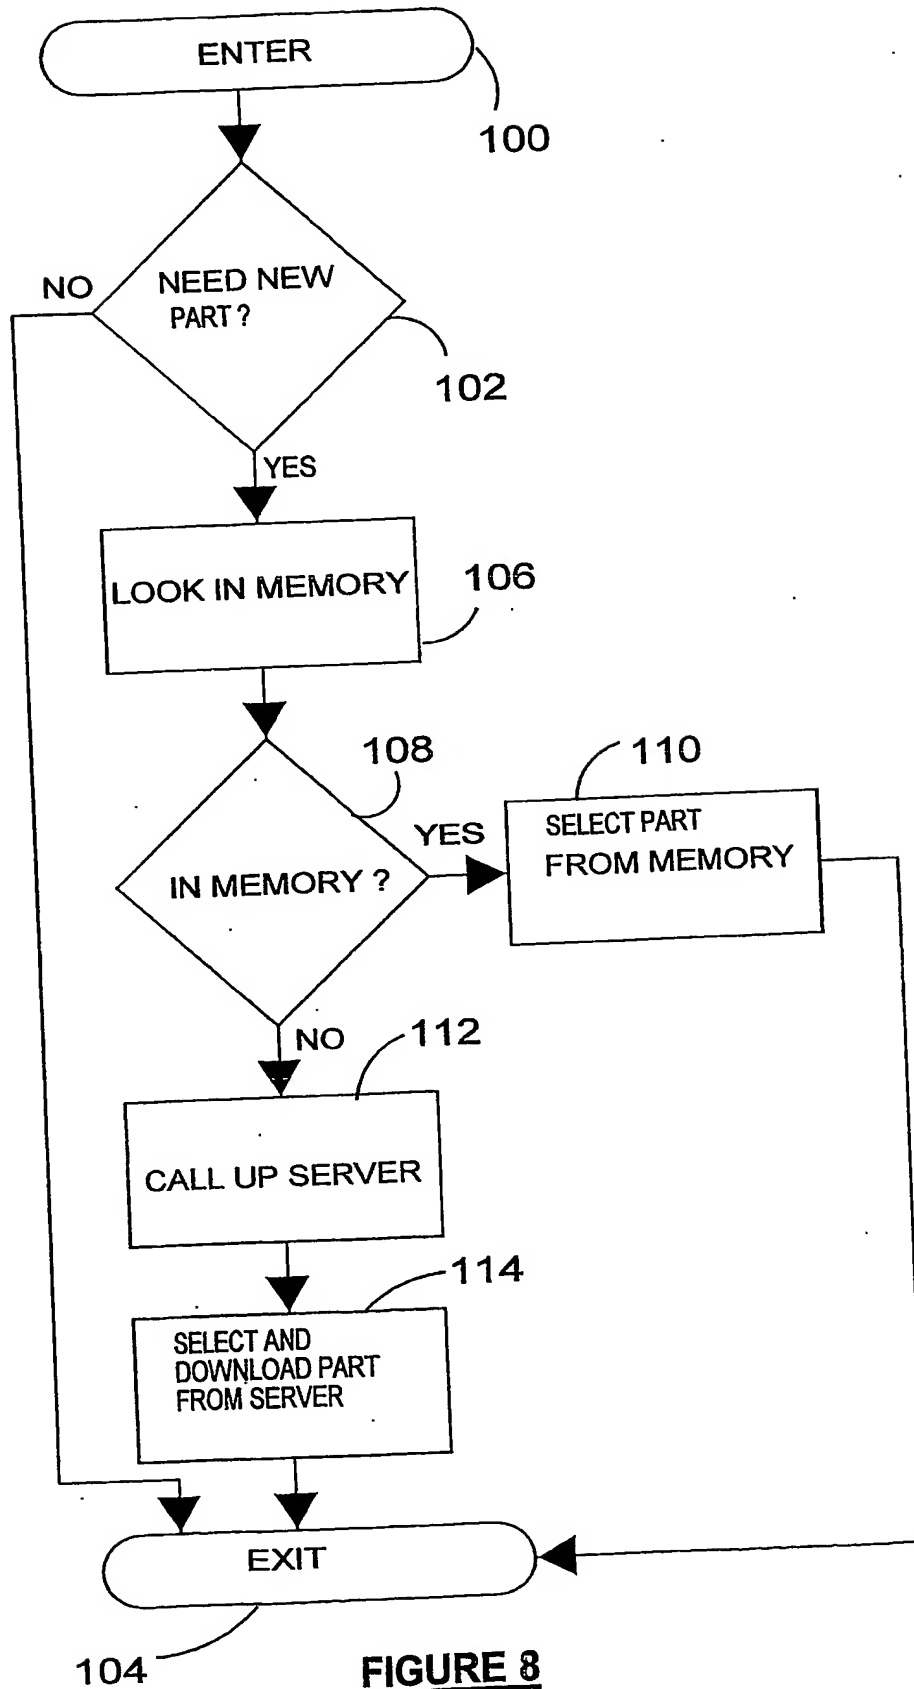 ENTER
100
NEED NEW
PART ?
NO
102
YES
LOOK IN MEMORY
106
108
110
IN MEMORY ?
YES
SELECT PART
FROM MEMORY
NO
112
CALL UP SERVER
114
SELECT AND
DOWNLOAD PART
FROM SERVER
EXIT
104
FIGURE 8